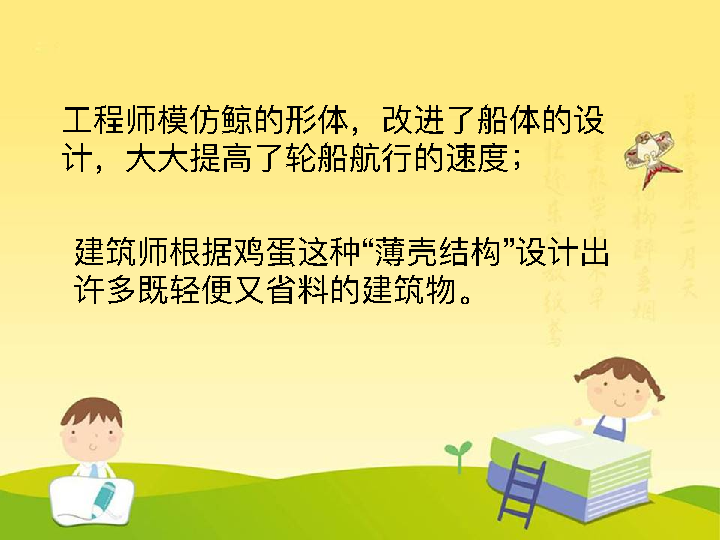 工程师模仿鲸的形体，改进了船体的设
计，大大提高了轮船航行的速度；
建筑师根据鸡蛋这种“薄壳结构”设计出
许多既轻便又省料的建筑物。